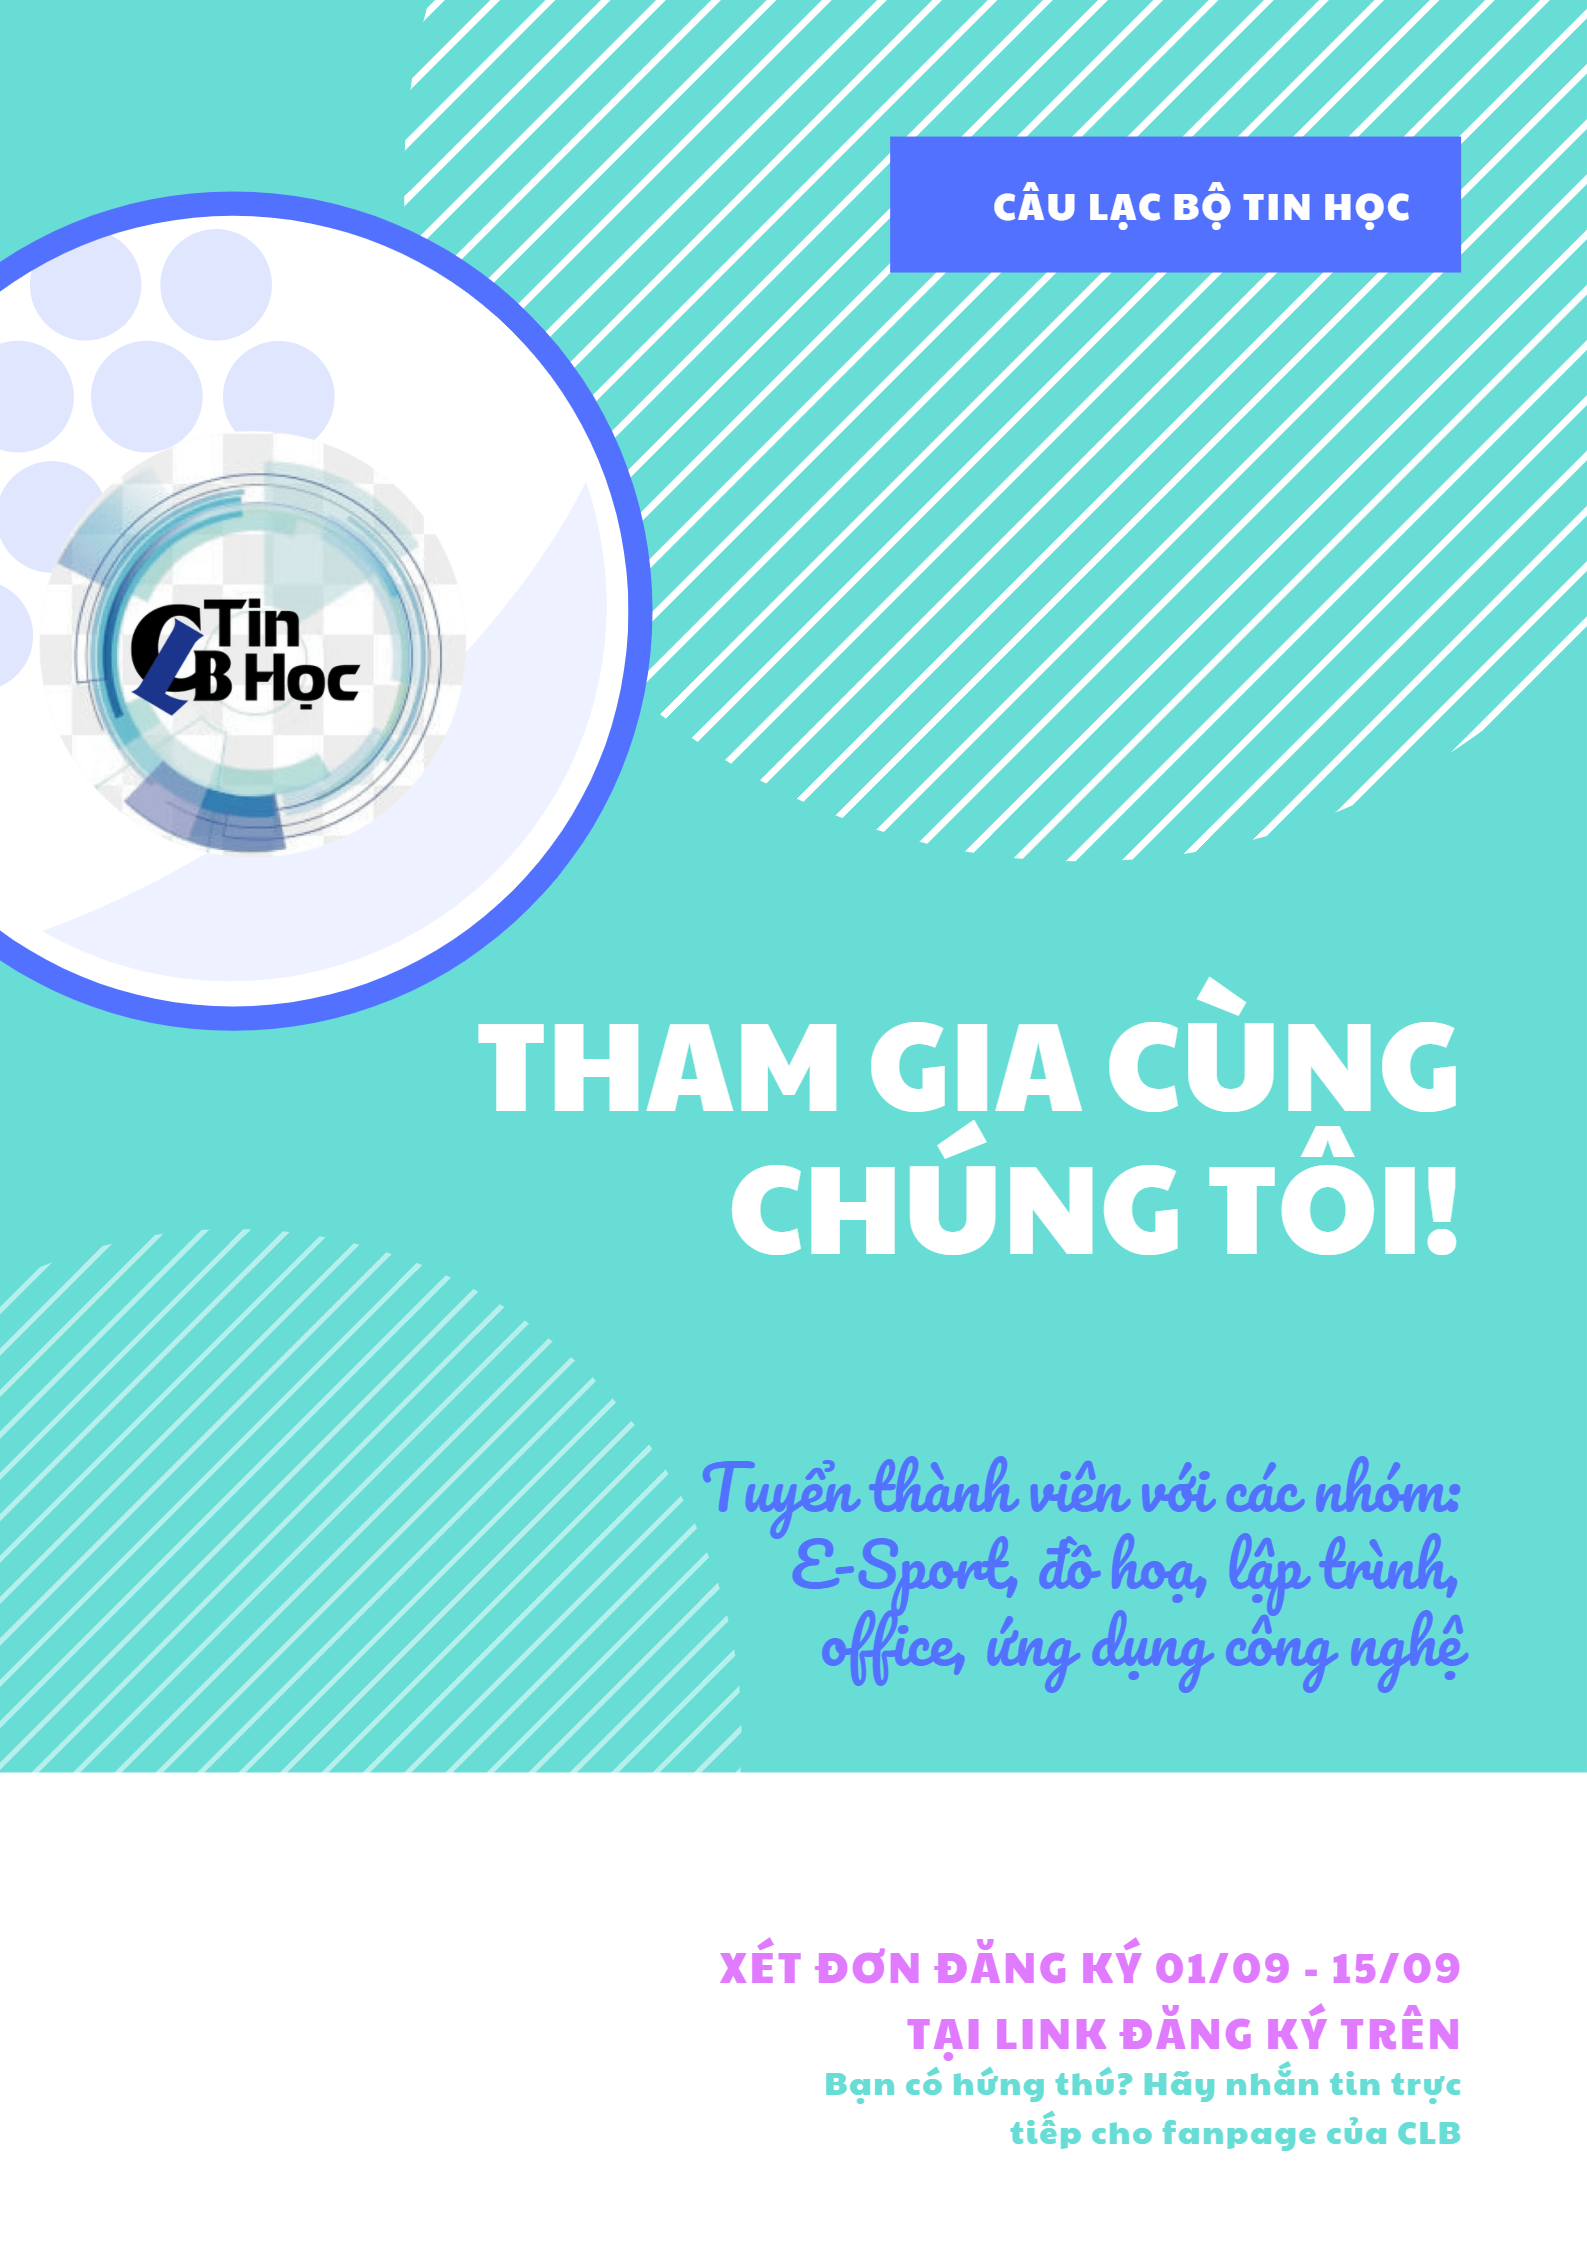 CÂU LẠC BỘ TIN HỌC
CLB Tin
Học
THAM GIA CÙNG
CHÚNG TÔI!
Tuyển thành viên với các nhóm:
E-Sport, đồ hoạ, lập trình,
office, ứng dụng công nghệ
XÉT ĐƠN ĐĂNG KÝ 01/09 - 15/09
TẠI LINK ĐĂNG KÝ TRÊN
Bạn có hứng thú? Hãy nhắn tin trực
tiếp cho fanpage của CLB